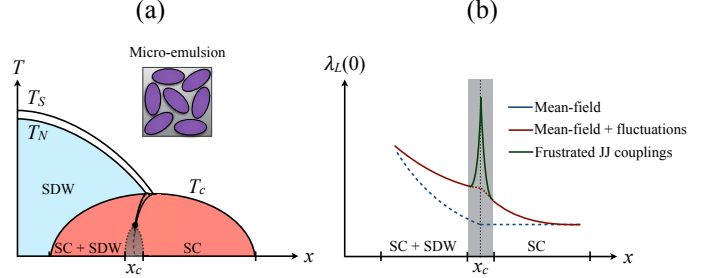 (a)
Micro-emulsion
T
T_S
T_N
SDW
T_c
SC + SDW
SC
x_c
x
(b)
λ_L(0)
Mean-field
Mean-field + fluctuations
Frustrated JJ couplings
SC + SDW
SC
x_c
x